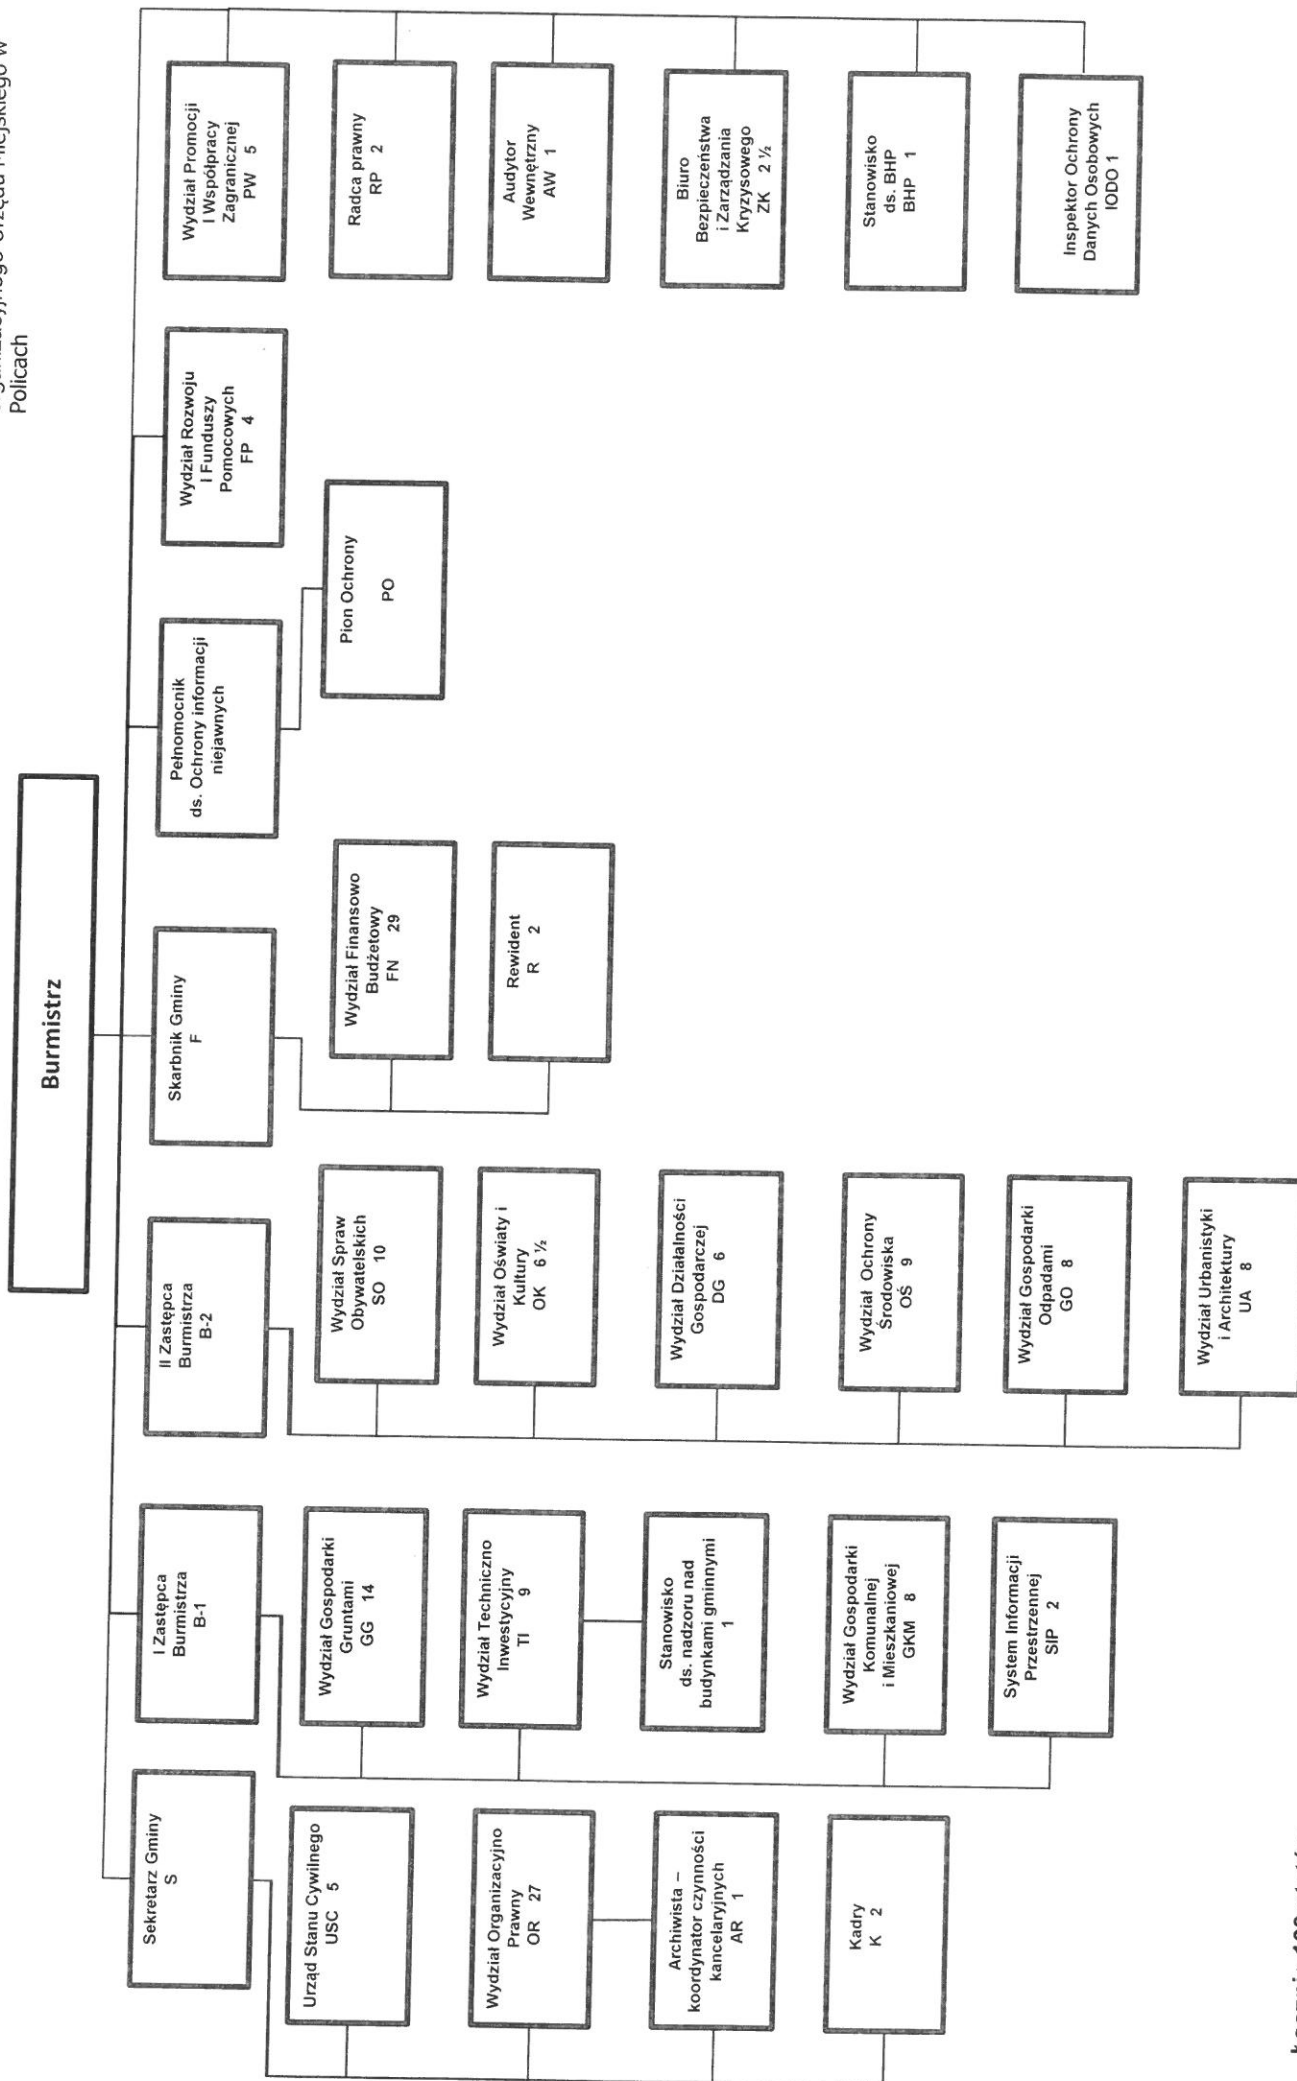 Policach
Burmistrz
Sekretarz Gminy
S
I Zastępca
Burmistrza
B-1
II Zastępca
Burmistrza
B-2
Skarbnik Gminy
F
Pełnomocnik
ds. Ochrony informacji
niejawnych
Wydział Rozwoju
I Funduszy
Pomocowych
FP 4
Wydział Promocji
I Współpracy
Zagranicznej
PW 5
Urząd Stanu Cywilnego
USC 5
Wydział Organizacyjno
Prawny
OR 27
Archiwista –
koordynator czynności
kancelaryjnych
AR 1
Kadry
K 2
Wydział Gospodarki
Gruntami
GG 14
Wydział Techniczno
Inwestycyjny
TI 9
Stanowisko
ds. nadzoru nad
budynkami gminnymi
1
Wydział Gospodarki
Komunalnej
i Mieszkaniowej
GKM 8
System Informacji
Przestrzennej
SIP 2
Wydział Spraw
Obywatelskich
SO 10
Wydział Oświaty i
Kultury
OK 6 ½
Wydział Działalności
Gospodarczej
DG 6
Wydział Ochrony
Środowiska
OŚ 9
Wydział Gospodarki
Odpadami
GO 8
Wydział Urbanistyki
i Architektury
UA 8
Wydział Finansowo
Budżetowy
FN 29
Rewident
R 2
Pion Ochrony
PO
Radca prawny
RP 2
Audytor
Wewnętrzny
AW 1
Biuro
Bezpieczeństwa
i Zarządzania
Kryzysowego
ZK 2 ½
Stanowisko
ds. BHP
BHP 1
Inspektor Ochrony
Danych Osobowych
IODO 1